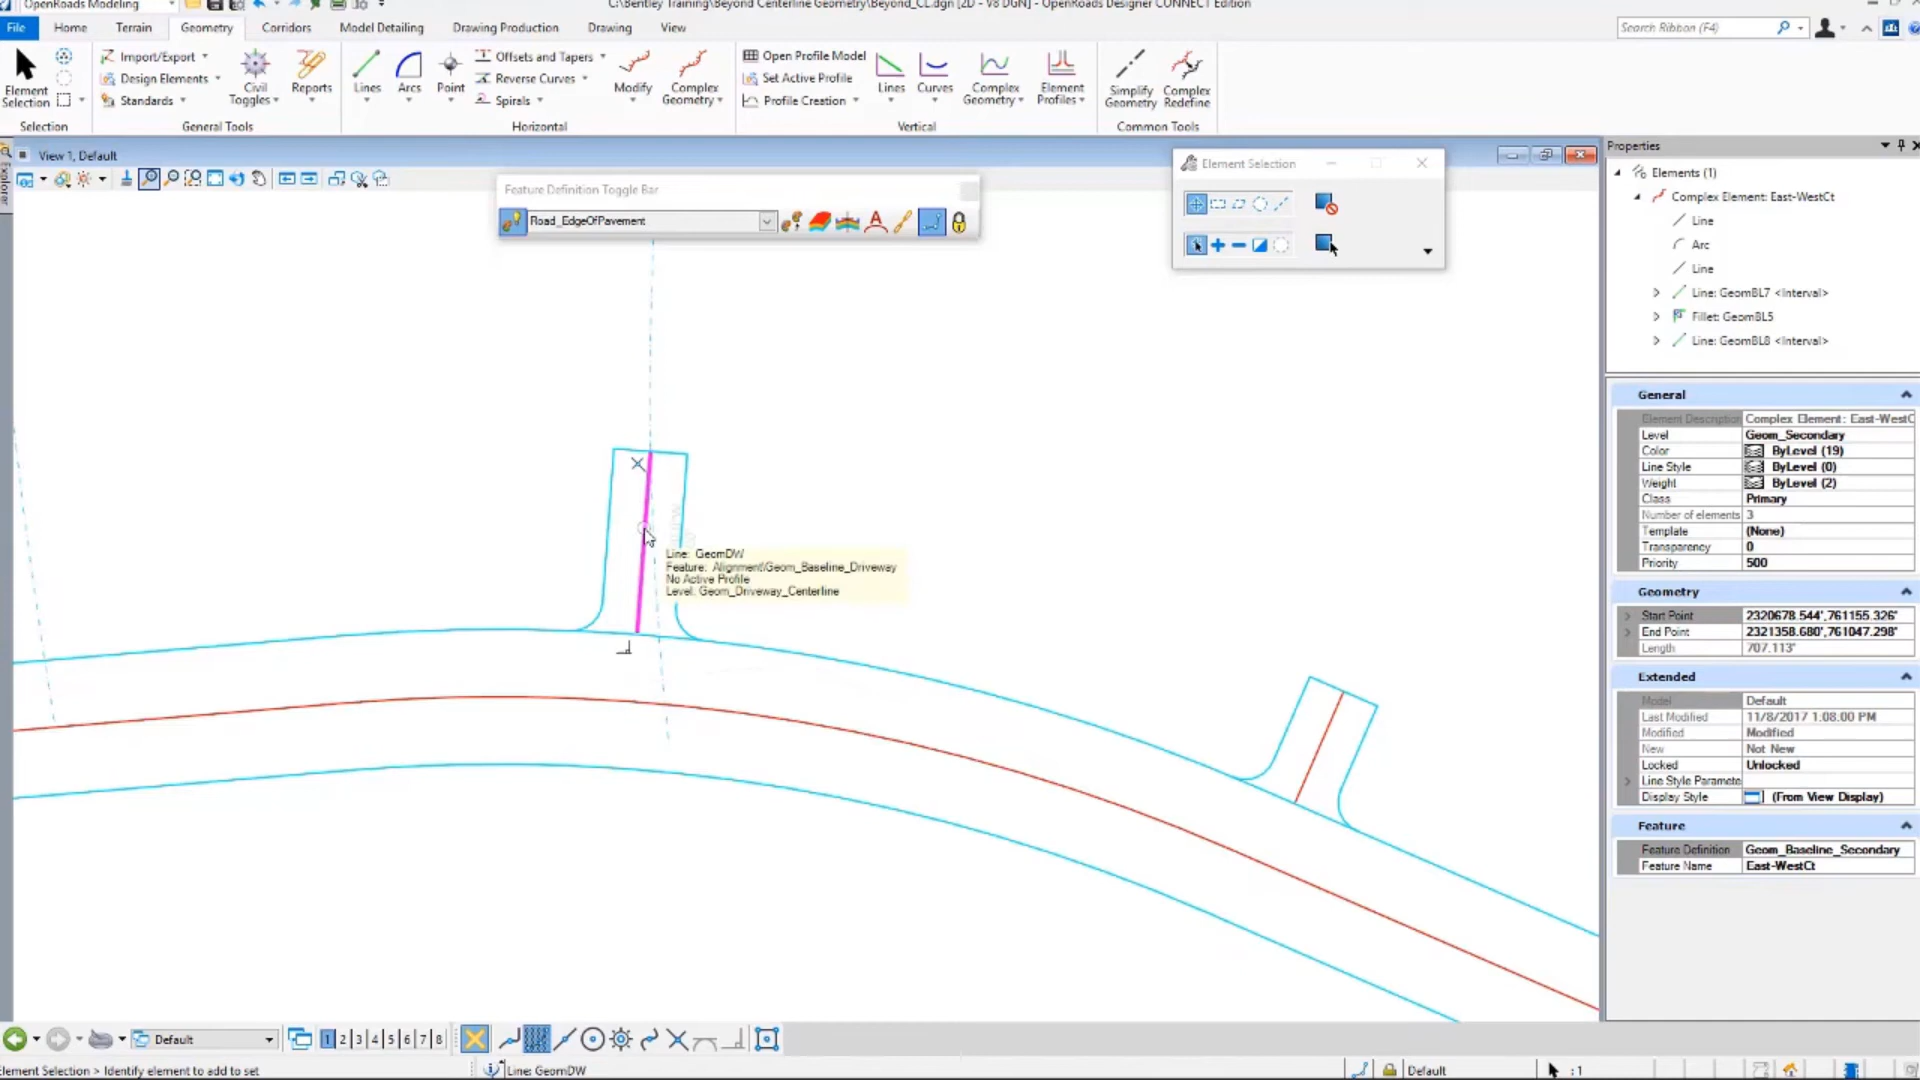 OpenRoads Modeling
C:\Bentley Training\Beyond Centerline Geometry\Beyond_CL.dgn [2D - V8 DGN] - OpenRoads Designer CONNECT Edition
File Home Terrain Geometry Corridors Model Detailing Drawing Production Drawing View
Search Ribbon (F4)
Element Selection
Import/Export
Design Elements
Standards
Civil Toggles
Reports
Lines
Arcs
Point
Offsets and Tapers
Reverse Curves
Spirals
Modify
Complex Geometry
Open Profile Model
Set Active Profile
Profile Creation
Lines
Curves
Complex Geometry
Element Profiles
Simplify Geometry
Complex Redefine
Selection General Tools Horizontal Vertical Common Tools
Explorer
View 1, Default
Feature Definition Toggle Bar
Road_EdgeOfPavement
Element Selection
Line: GeomDW
Feature: Alignment\Geom_Baseline_Driveway
No Active Profile
Level: Geom_Driveway_Centerline
Properties
Elements (1)
Complex Element: East-WestCt
Line
Arc
Line
Line: GeomBL7 <Interval>
Fillet: GeomBL5
Line: GeomBL8 <Interval>
General
Element Description Complex Element: East-WestC
Level Geom_Secondary
Color ByLevel (19)
Line Style ByLevel (0)
Weight ByLevel (2)
Class Primary
Number of elements 3
Template (None)
Transparency 0
Priority 500
Geometry
Start Point 2320678.544',761155.326'
End Point 2321358.680',761047.298'
Length 707.113'
Extended
Model Default
Last Modified 11/8/2017 1:08:00 PM
Modified Modified
New Not New
Locked Unlocked
Line Style Paramete
Display Style (From View Display)
Feature
Feature Definition Geom_Baseline_Secondary
Feature Name East-WestCt
Default 1 2 3 4 5 6 7 8
Element Selection > Identify element to add to set
Line: GeomDW
Default
: 1